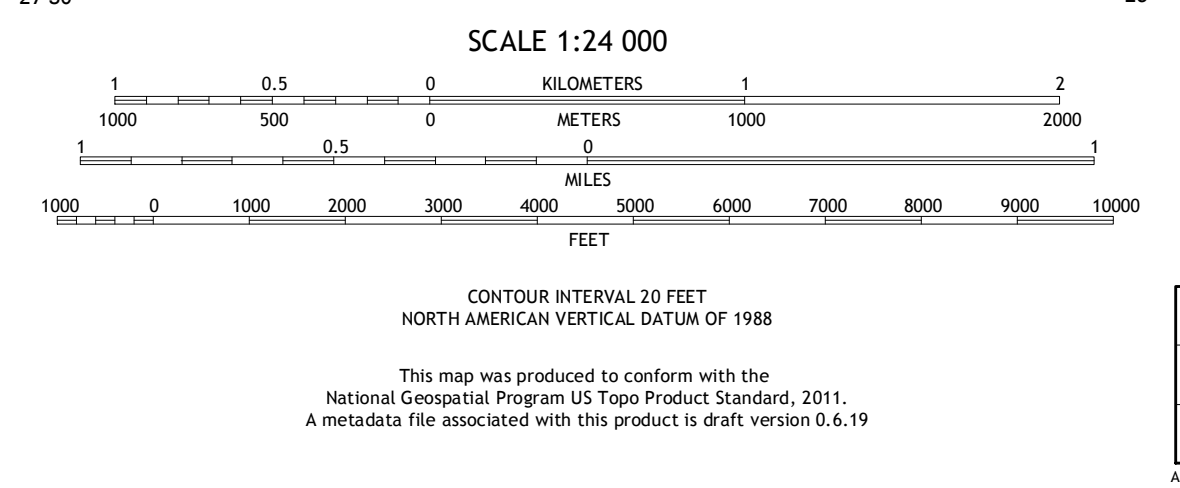 SCALE 1:24 000
1 0.5 0 KILOMETERS 1 2
1000 500 0 METERS 1000 2000
1 0.5 0 1
MILES
1000 0 1000 2000 3000 4000 5000 6000 7000 8000 9000 10000
FEET
CONTOUR INTERVAL 20 FEET
NORTH AMERICAN VERTICAL DATUM OF 1988
This map was produced to conform with the
National Geospatial Program US Topo Product Standard, 2011.
A metadata file associated with this product is draft version 0.6.19